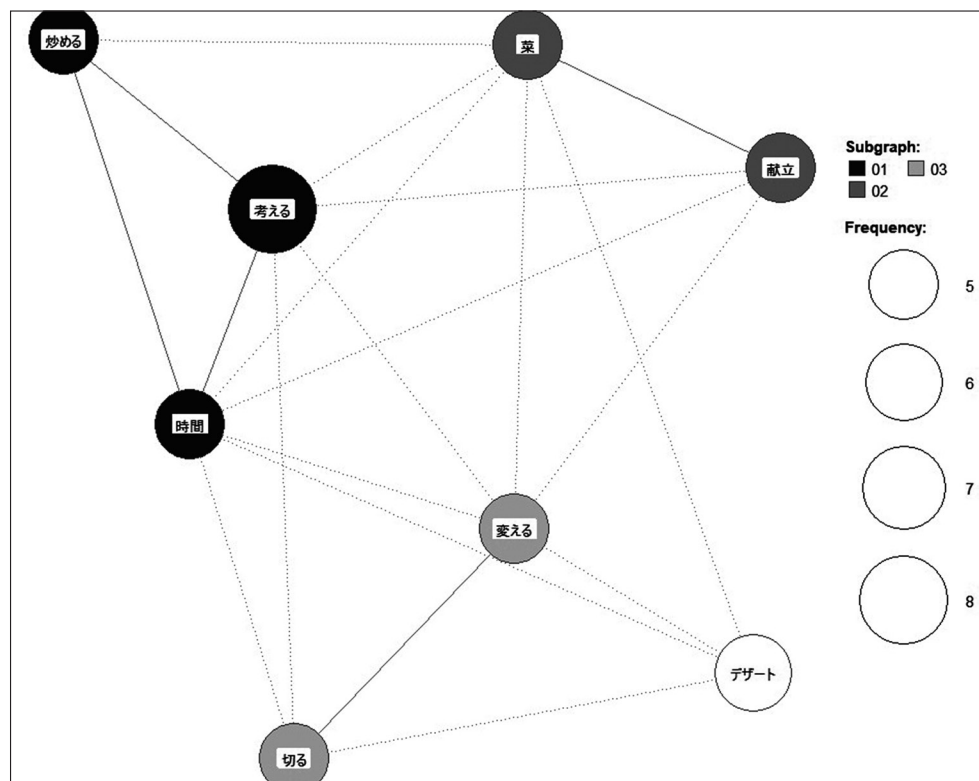 炒める
菜
献立
考える
時間
変える
デザート
切る
Subgraph:
01
03
02
Frequency:
5
6
7
8